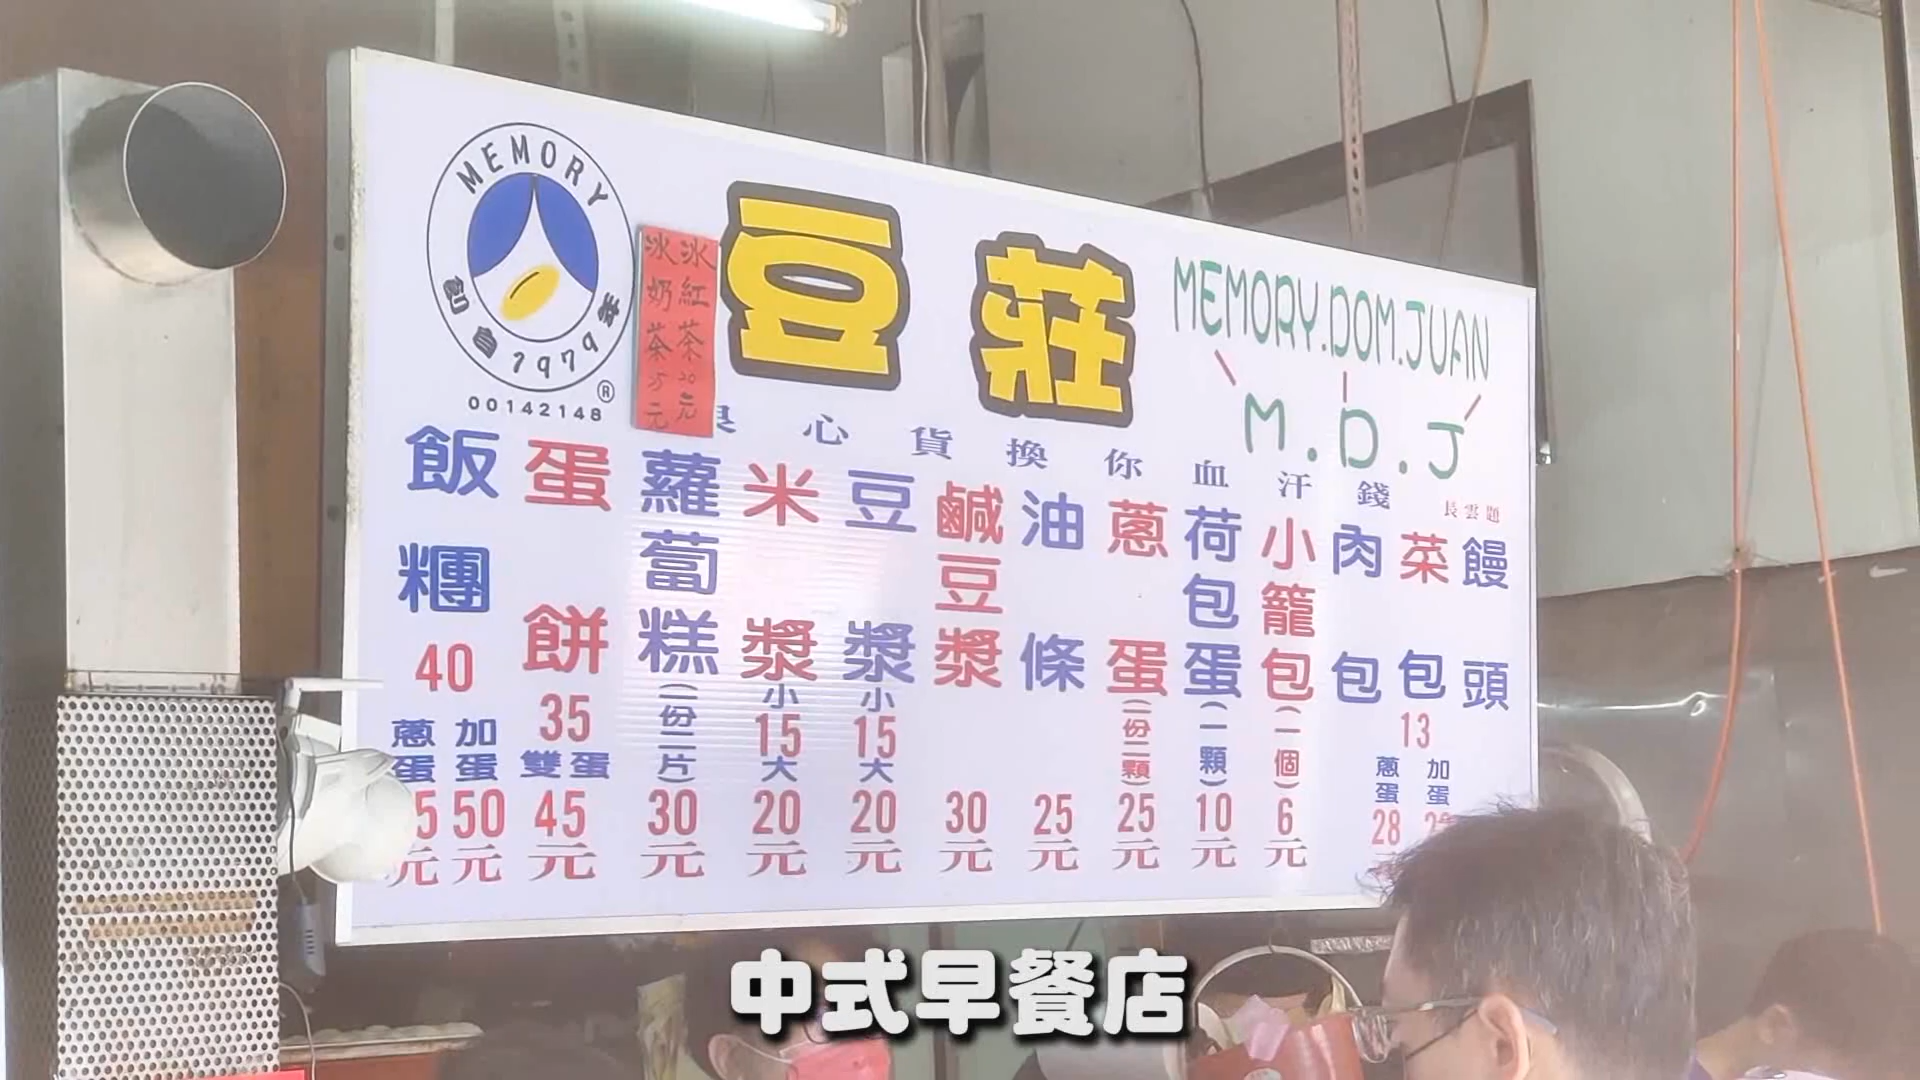 MEMORY
創自1979年
®
00142148
冰紅茶20元
冰奶茶25元
豆莊
MEMORY.DOM.JUAN
M.D.J
良心貨換你血汗錢
長雲題
飯糰 40
蔥蛋 5元
加蛋 50元
蛋餅 35
雙蛋 45元
蘿蔔糕(一份二片) 30元
米漿 小 15 大 20元
豆漿 小 15 大 20元
鹹豆漿 30元
油條 25元
蔥蛋(一份二顆) 25元
荷包蛋(一顆) 10元
小籠包(一個) 6元
肉包
菜包
饅頭
13
蔥蛋 28
加蛋
中式早餐店